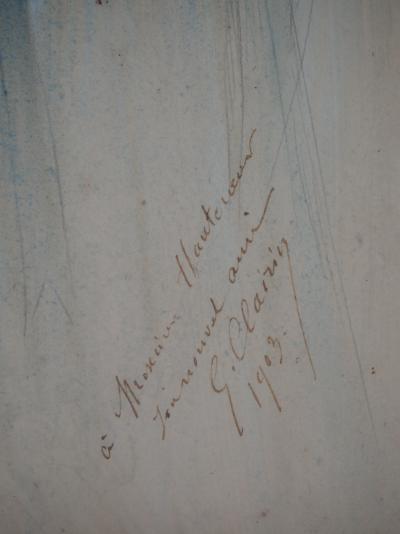 à Monsieur Hautecoeur
son nouvel ami
G. Clairin
1903.